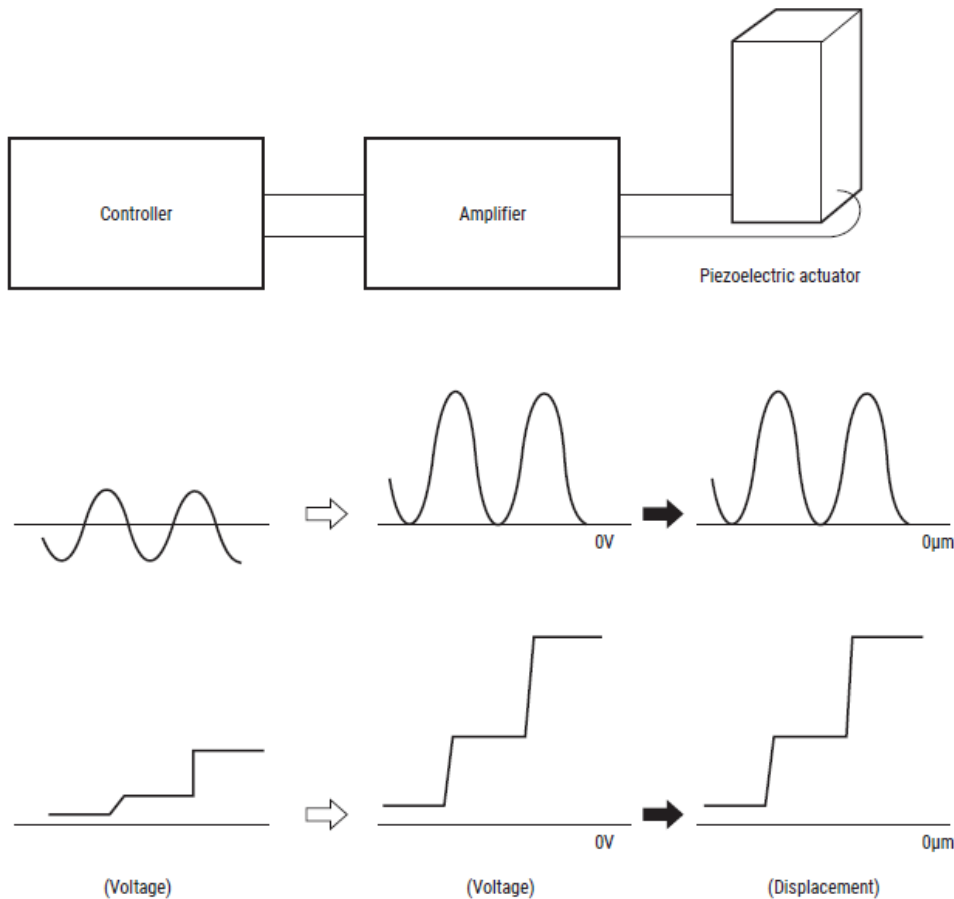 Controller
Amplifier
Piezoelectric actuator
0V
0µm
0V
0µm
(Voltage)
(Voltage)
(Displacement)